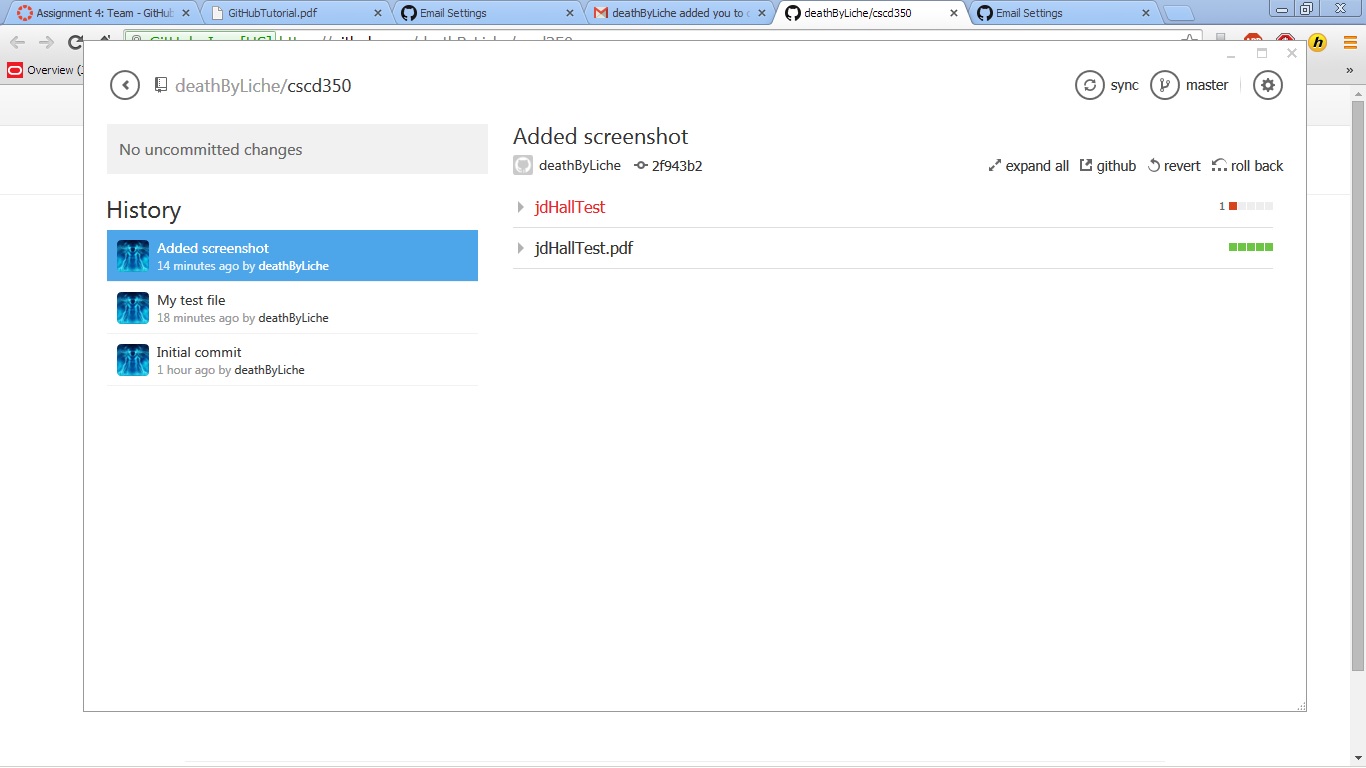 Assignment 4: Team - GitHub
GitHubTutorial.pdf
Email Settings
deathByLiche added you to c
deathByLiche/cscd350
Email Settings
Overview (J
»
deathByLiche/cscd350
sync
master
No uncommitted changes
Added screenshot
deathByLiche 2f943b2
expand all github revert roll back
History
jdHallTest 1
Added screenshot
14 minutes ago by deathByLiche
jdHallTest.pdf
My test file
18 minutes ago by deathByLiche
Initial commit
1 hour ago by deathByLiche